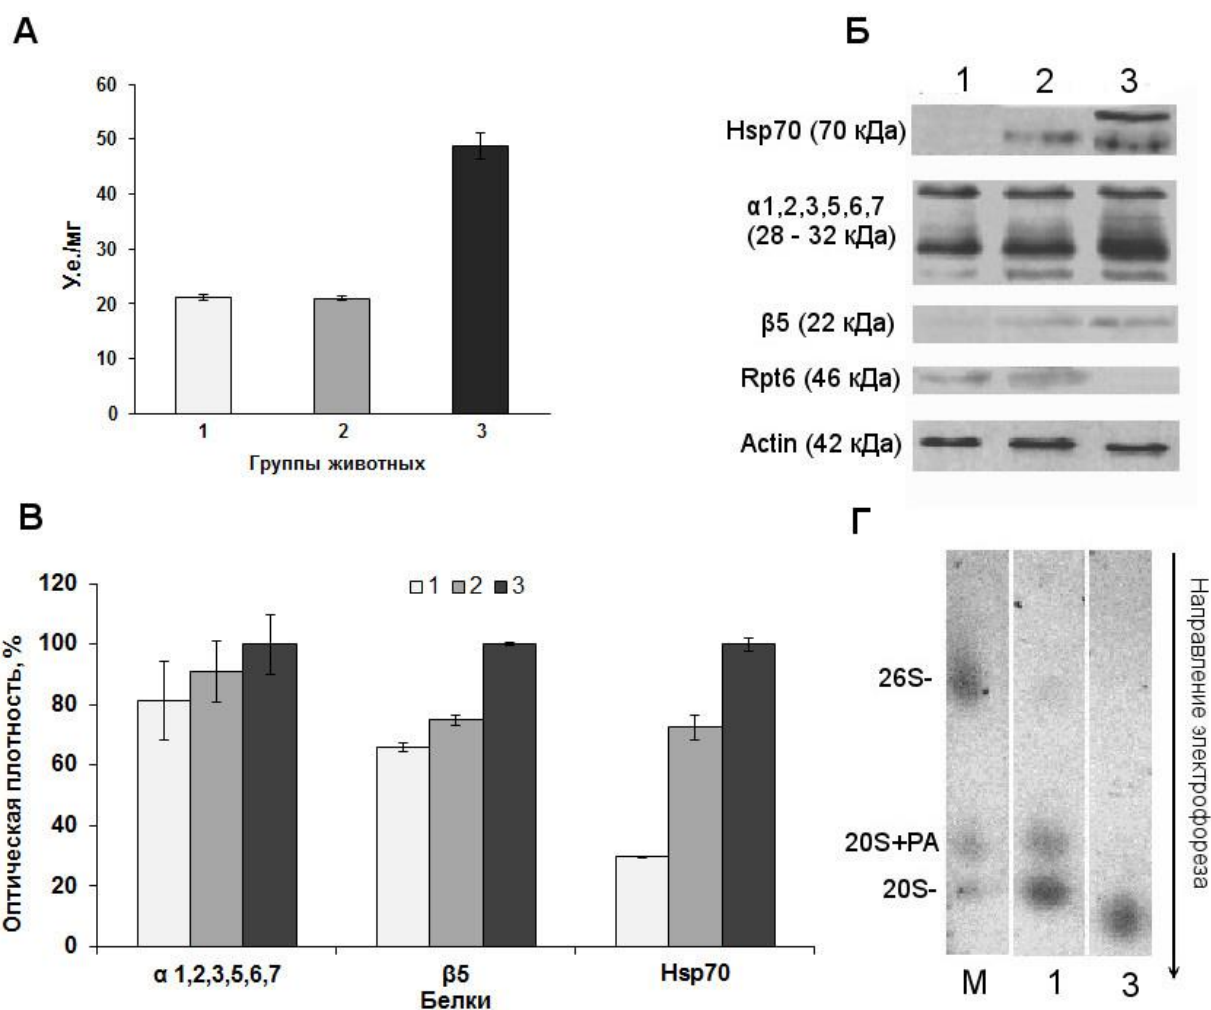 А
60
50
40
30
20
10
0
У.е./мг
1 2 3
Группы животных
Б
1 2 3
Hsp70 (70 кДа)
α1,2,3,5,6,7
(28 - 32 кДа)
β5 (22 кДа)
Rpt6 (46 кДа)
Actin (42 кДа)
В
120
100
80
60
40
20
0
Оптическая плотность, %
1 2 3
α 1,2,3,5,6,7 β5 Hsp70
Белки
Г
26S-
20S+PA
20S-
М 1 3
Направление электрофореза